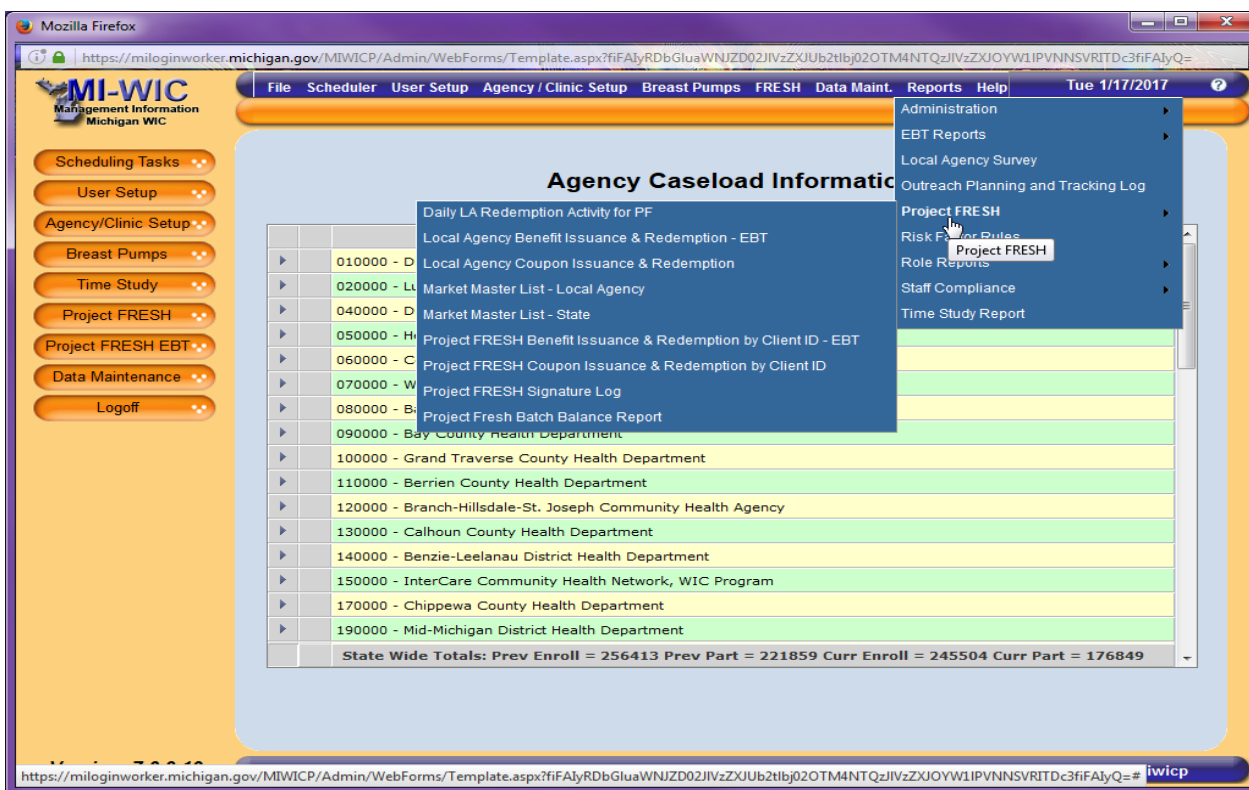 Mozilla Firefox
https://miloginworker.michigan.gov/MIWICP/Admin/WebForms/Template.aspx?fiFAIyRDbGluaWNJZD02JIVzZXJUb2tlbj02OTM4NTQzJIVzZXJOYW1lPVNNSVRITDc3fiFAIyQ=
MI-WIC
Management Information
Michigan WIC
File Scheduler User Setup Agency / Clinic Setup Breast Pumps FRESH Data Maint. Reports Help Tue 1/17/2017 ?
Administration
EBT Reports
Local Agency Survey
Outreach Planning and Tracking Log
Project FRESH
Risk Factor Rules
Project FRESH
Role Reports
Staff Compliance
Time Study Report
Scheduling Tasks
User Setup
Agency/Clinic Setup
Breast Pumps
Time Study
Project FRESH
Project FRESH EBT
Data Maintenance
Logoff
Agency Caseload Informatio
Daily LA Redemption Activity for PF
Local Agency Benefit Issuance & Redemption - EBT
Local Agency Coupon Issuance & Redemption
Market Master List - Local Agency
Market Master List - State
Project FRESH Benefit Issuance & Redemption by Client ID - EBT
Project FRESH Coupon Issuance & Redemption by Client ID
Project FRESH Signature Log
Project Fresh Batch Balance Report
010000 - D
020000 - Lu
040000 - D
050000 - He
060000 - C
070000 - W
080000 - Ba
090000 - Bay County Health Department
100000 - Grand Traverse County Health Department
110000 - Berrien County Health Department
120000 - Branch-Hillsdale-St. Joseph Community Health Agency
130000 - Calhoun County Health Department
140000 - Benzie-Leelanau District Health Department
150000 - InterCare Community Health Network, WIC Program
170000 - Chippewa County Health Department
190000 - Mid-Michigan District Health Department
State Wide Totals: Prev Enroll = 256413 Prev Part = 221859 Curr Enroll = 245504 Curr Part = 176849
https://miloginworker.michigan.gov/MIWICP/Admin/WebForms/Template.aspx?fiFAIyRDbGluaWNJZD02JIVzZXJUb2tlbj02OTM4NTQzJIVzZXJOYW1lPVNNSVRITDc3fiFAIyQ=# iwicp